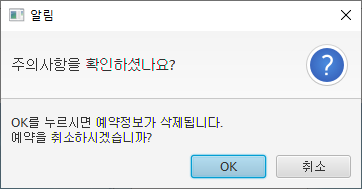 알림
주의사항을 확인하셨나요?
OK를 누르시면 예약정보가 삭제됩니다.
예약을 취소하시겠습니까?
OK
취소